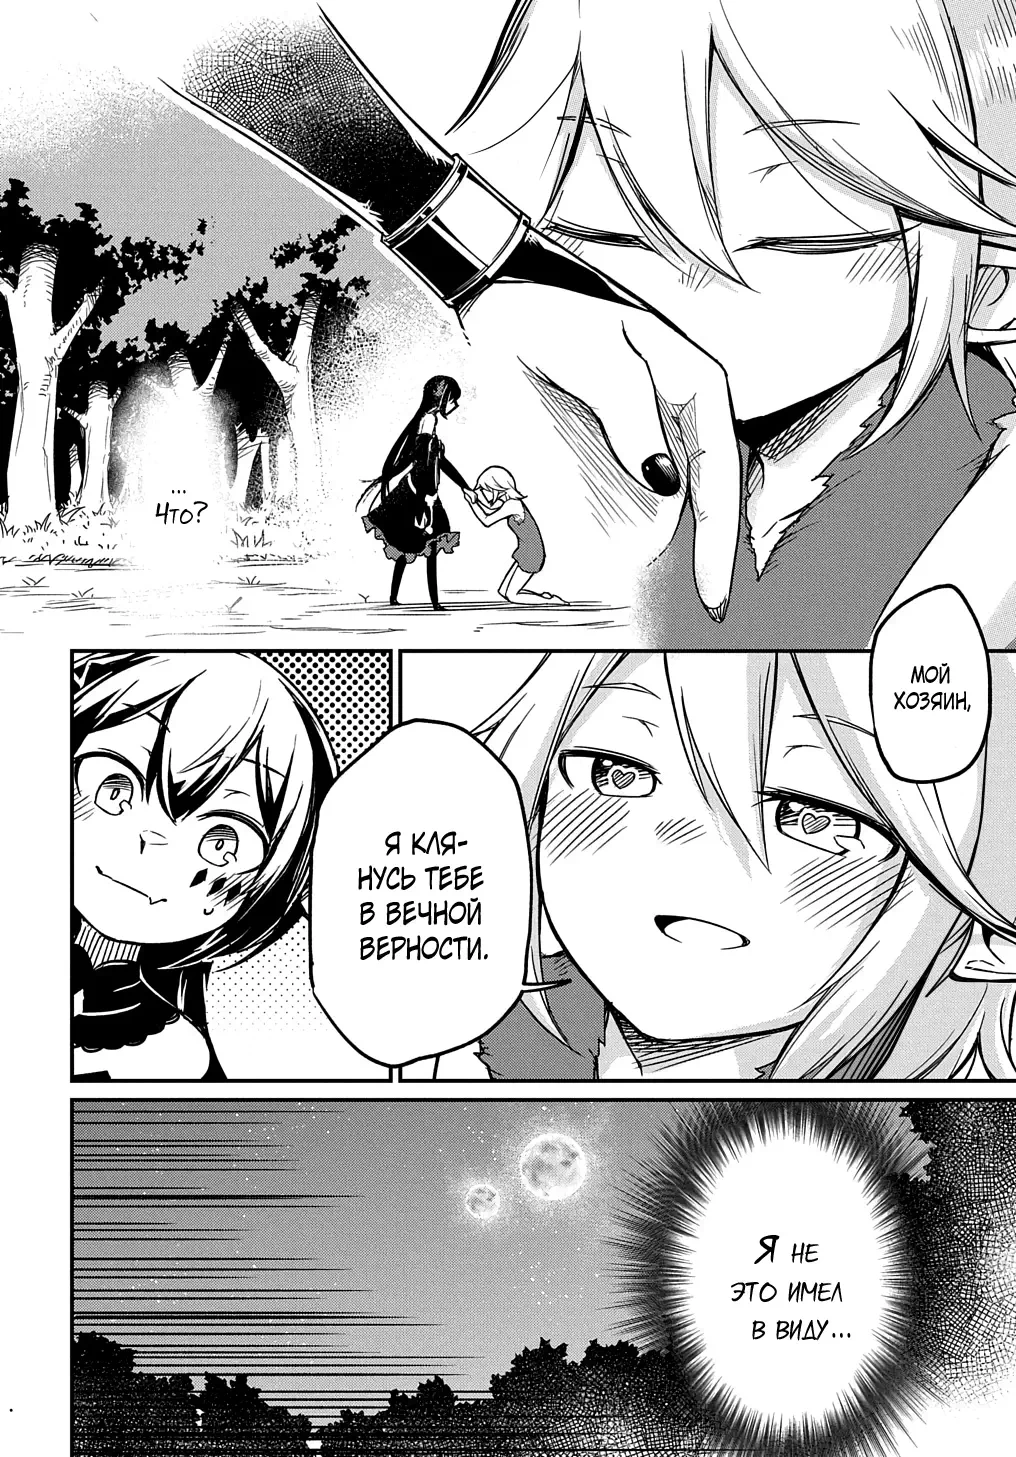 ...
Что?
Мой
хозяин,
Я кля-
нусь тебе
в вечной
верности.
Я не
это имел
в виду...